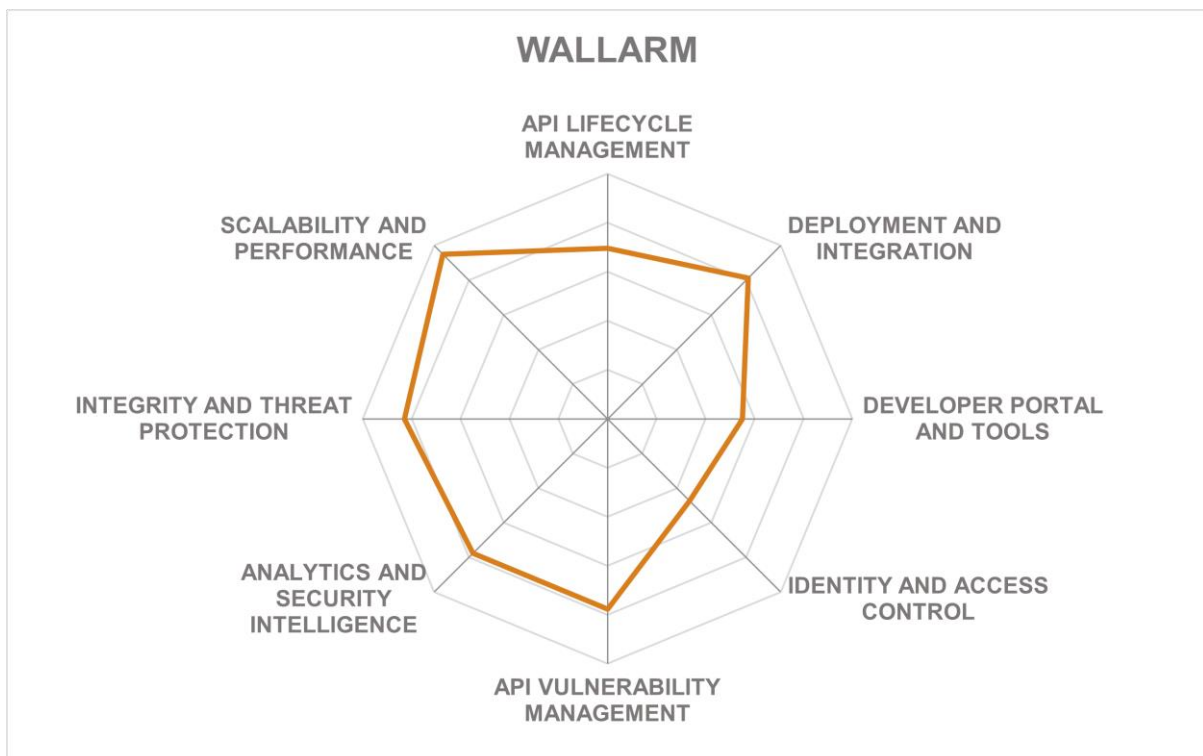 WALLARM
API LIFECYCLE
MANAGEMENT
DEPLOYMENT AND
INTEGRATION
DEVELOPER PORTAL
AND TOOLS
IDENTITY AND ACCESS
CONTROL
API VULNERABILITY
MANAGEMENT
ANALYTICS AND
SECURITY
INTELLIGENCE
INTEGRITY AND THREAT
PROTECTION
SCALABILITY AND
PERFORMANCE